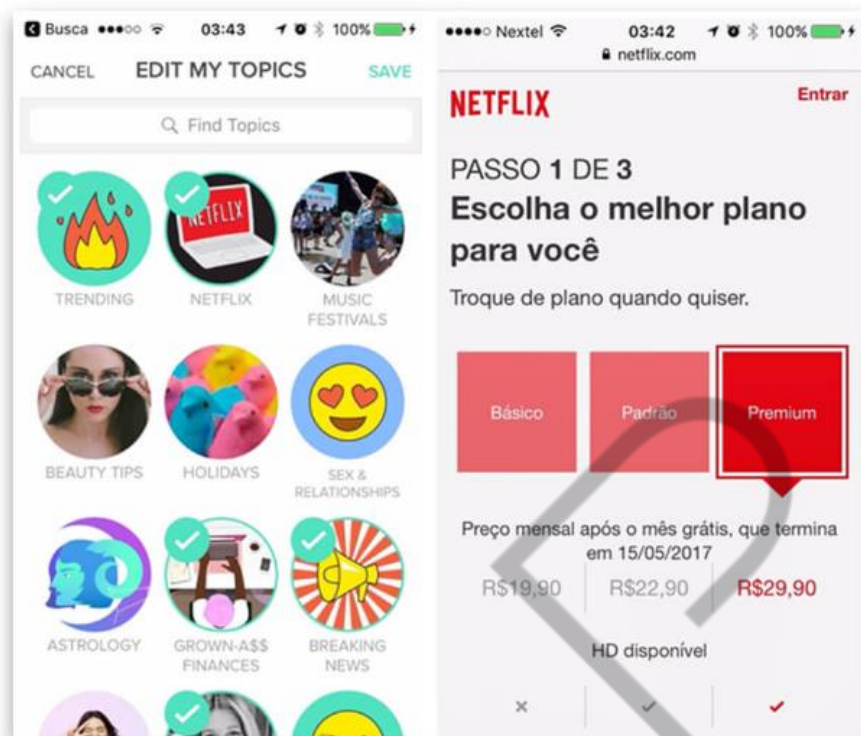 Busca 03:43 100%
CANCEL EDIT MY TOPICS SAVE
Find Topics
NETFLIX
TRENDING NETFLIX MUSIC
FESTIVALS
BEAUTY TIPS HOLIDAYS SEX &
RELATIONSHIPS
ASTROLOGY GROWN-A$$ BREAKING
FINANCES NEWS
Nextel 03:42 100%
netflix.com
NETFLIX Entrar
PASSO 1 DE 3
Escolha o melhor plano
para você
Troque de plano quando quiser.
Básico Padrão Premium
Preço mensal após o mês grátis, que termina
em 15/05/2017
R$19,90 R$22,90 R$29,90
HD disponível